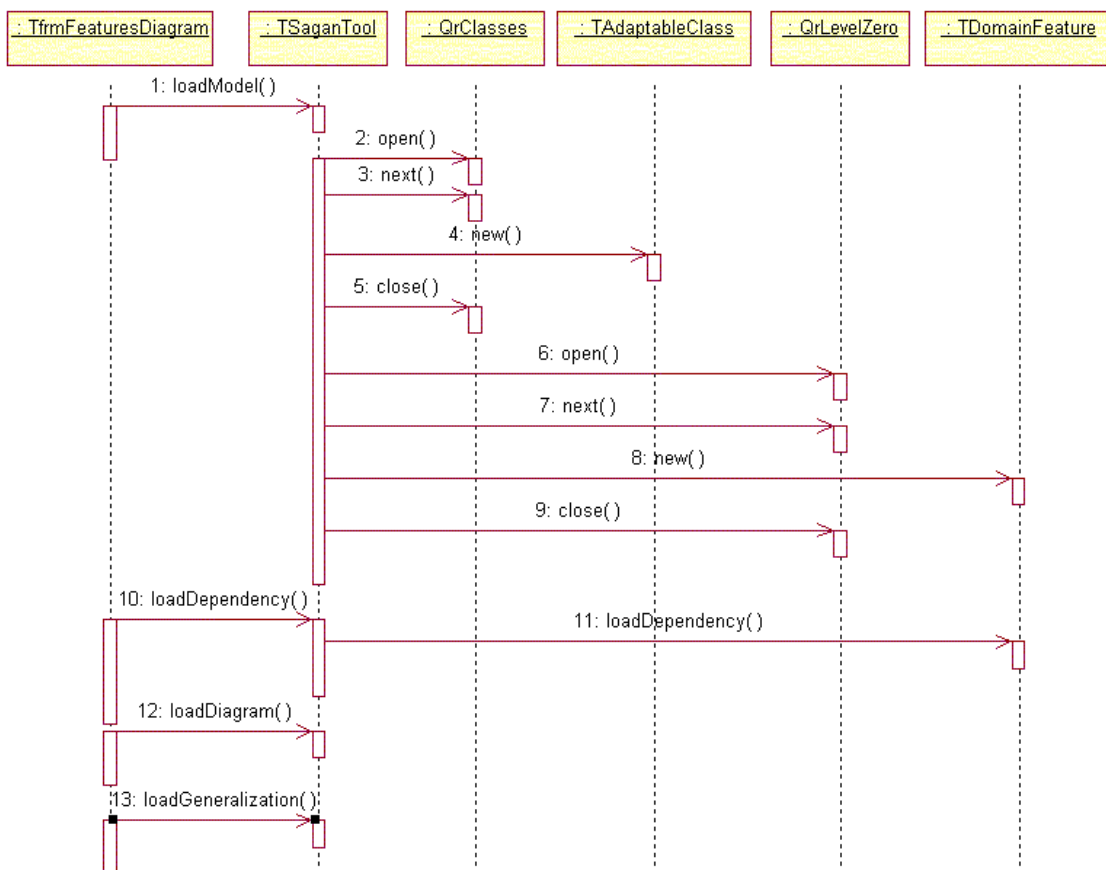 : TfrmFeaturesDiagram : TSaganTool : QrClasses : TAdaptableClass : QrLevelZero : TDomainFeature
1: loadModel( )
2: open( )
3: next( )
4: new( )
5: close( )
6: open( )
7: next( )
8: new( )
9: close( )
10: loadDependency( )
11: loadDependency( )
12: loadDiagram( )
13: loadGeneralization( )